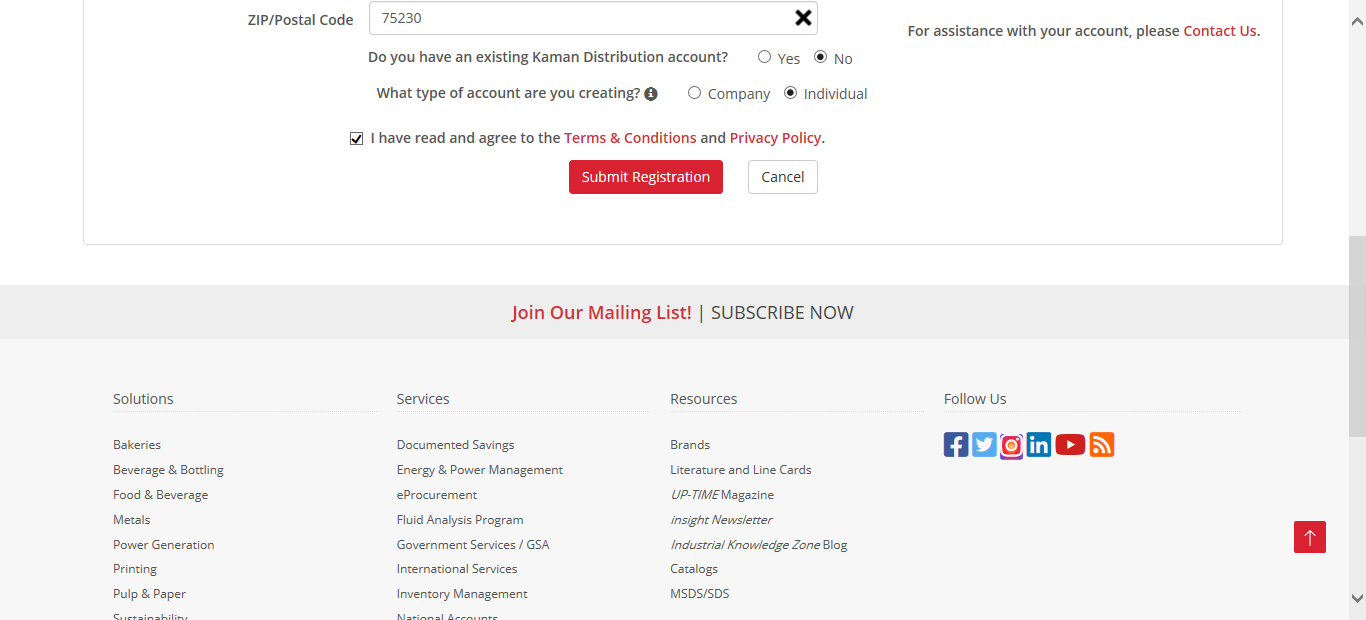 ZIP/Postal Code 75230
For assistance with your account, please Contact Us.
Do you have an existing Kaman Distribution account? Yes No
What type of account are you creating? Company Individual
I have read and agree to the Terms & Conditions and Privacy Policy.
Submit Registration Cancel
Join Our Mailing List! | SUBSCRIBE NOW
Solutions
Bakeries
Beverage & Bottling
Food & Beverage
Metals
Power Generation
Printing
Pulp & Paper
Sustainability
Services
Documented Savings
Energy & Power Management
eProcurement
Fluid Analysis Program
Government Services / GSA
International Services
Inventory Management
National Accounts
Resources
Brands
Literature and Line Cards
UP-TIME Magazine
insight Newsletter
Industrial Knowledge Zone Blog
Catalogs
MSDS/SDS
Follow Us